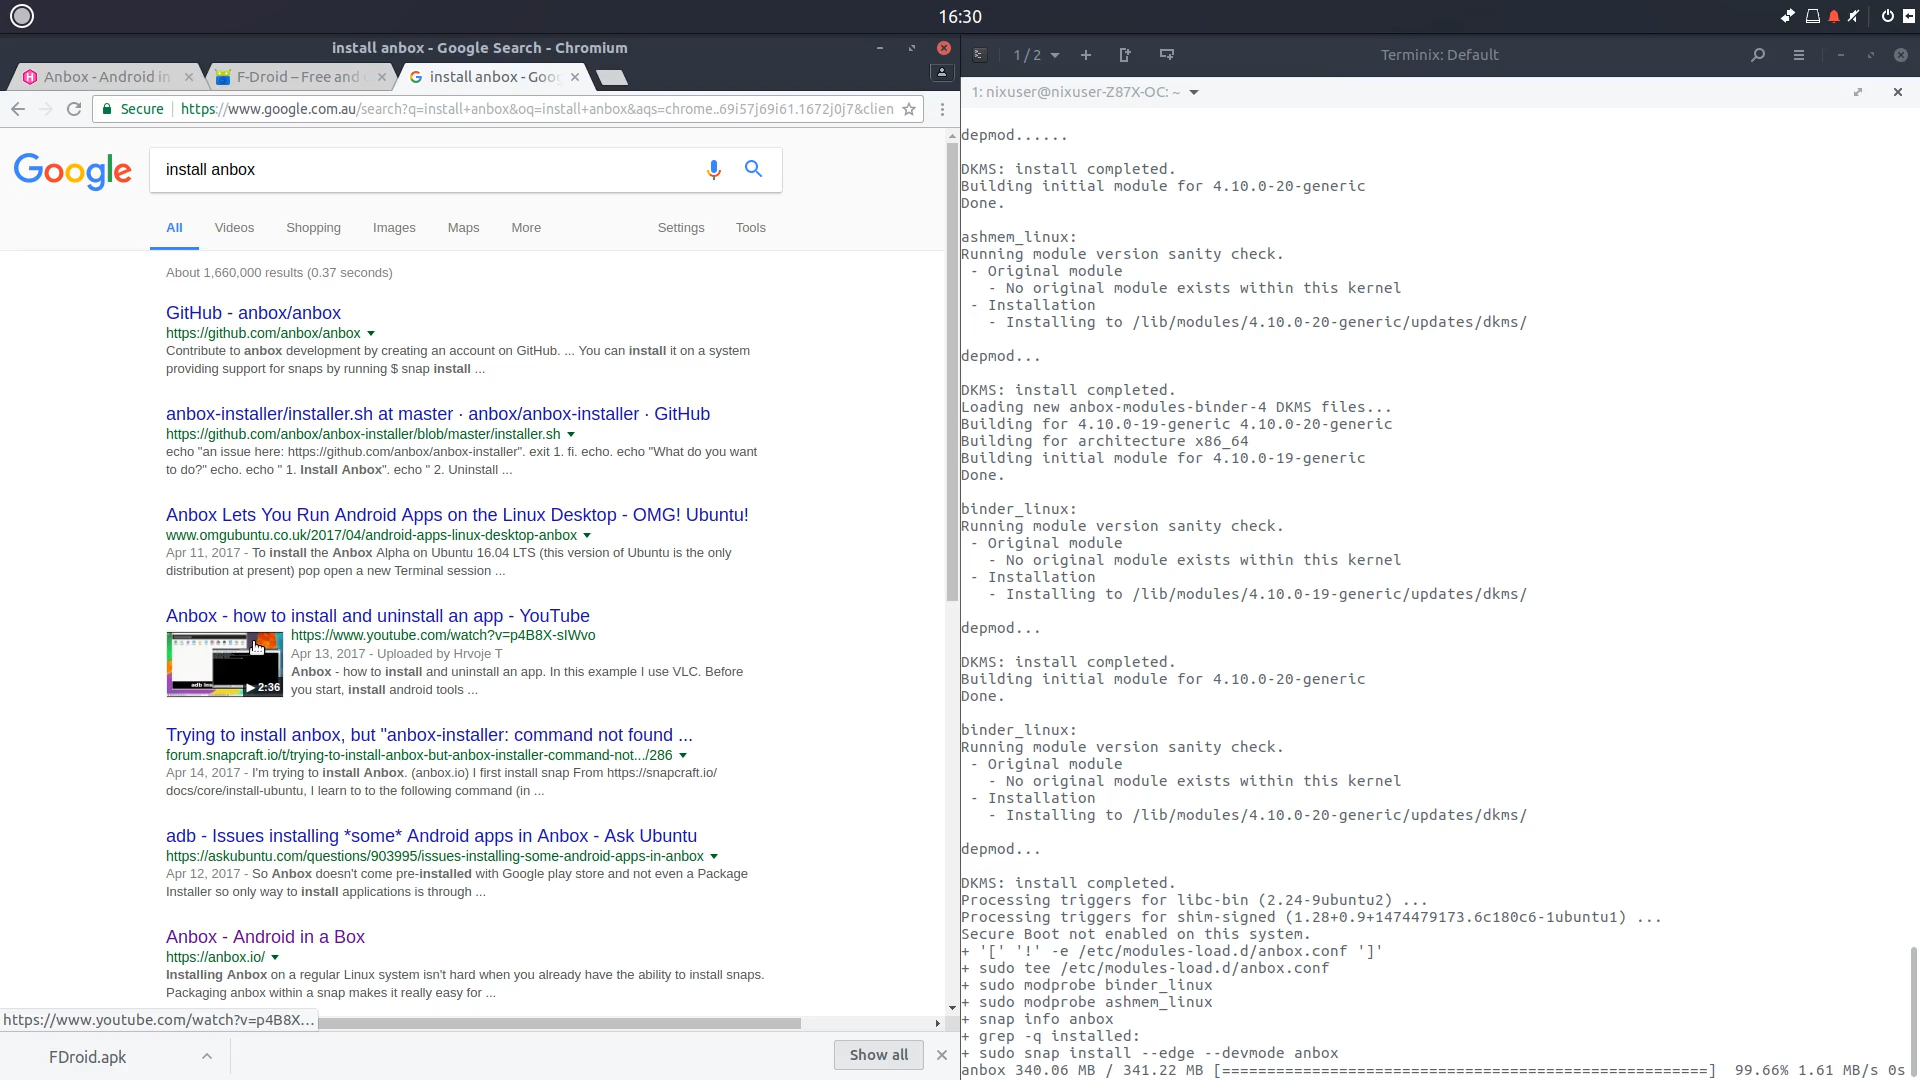 16:30
install anbox - Google Search - Chromium
Anbox - Android in
F-Droid – Free and
install anbox - Goo
Secure
https://www.google.com.au/search?q=install+anbox&oq=install+anbox&aqs=chrome..69i57j69i61.1672j0j7&clien
Google
install anbox
All
Videos
Shopping
Images
Maps
More
Settings
Tools
About 1,660,000 results (0.37 seconds)
GitHub - anbox/anbox
https://github.com/anbox/anbox
Contribute to anbox development by creating an account on GitHub. ... You can install it on a system
providing support for snaps by running $ snap install ...
anbox-installer/installer.sh at master · anbox/anbox-installer · GitHub
https://github.com/anbox/anbox-installer/blob/master/installer.sh
echo "an issue here: https://github.com/anbox/anbox-installer". exit 1. fi. echo. echo "What do you want
to do?" echo. echo " 1. Install Anbox". echo " 2. Uninstall ...
Anbox Lets You Run Android Apps on the Linux Desktop - OMG! Ubuntu!
www.omgubuntu.co.uk/2017/04/android-apps-linux-desktop-anbox
Apr 11, 2017 - To install the Anbox Alpha on Ubuntu 16.04 LTS (this version of Ubuntu is the only
distribution at present) pop open a new Terminal session ...
Anbox - how to install and uninstall an app - YouTube
https://www.youtube.com/watch?v=p4B8X-sIWvo
Apr 13, 2017 - Uploaded by Hrvoje T
Anbox - how to install and uninstall an app. In this example I use VLC. Before
you start, install android tools ...
2:36
Trying to install anbox, but "anbox-installer: command not found ...
forum.snapcraft.io/t/trying-to-install-anbox-but-anbox-installer-command-not.../286
Apr 14, 2017 - I'm trying to install Anbox. (anbox.io) I first install snap From https://snapcraft.io/
docs/core/install-ubuntu, I learn to to the following command (in ...
adb - Issues installing *some* Android apps in Anbox - Ask Ubuntu
https://askubuntu.com/questions/903995/issues-installing-some-android-apps-in-anbox
Apr 12, 2017 - So Anbox doesn't come pre-installed with Google play store and not even a Package
Installer so only way to install applications is through ...
Anbox - Android in a Box
https://anbox.io/
Installing Anbox on a regular Linux system isn't hard when you already have the ability to install snaps.
Packaging anbox within a snap makes it really easy for ...
https://www.youtube.com/watch?v=p4B8X...
FDroid.apk
Show all
1 / 2
Terminix: Default
1: nixuser@nixuser-Z87X-OC: ~
depmod......
DKMS: install completed.
Building initial module for 4.10.0-20-generic
Done.
ashmem_linux:
Running module version sanity check.
- Original module
- No original module exists within this kernel
- Installation
- Installing to /lib/modules/4.10.0-20-generic/updates/dkms/
depmod...
DKMS: install completed.
Loading new anbox-modules-binder-4 DKMS files...
Building for 4.10.0-19-generic 4.10.0-20-generic
Building for architecture x86_64
Building initial module for 4.10.0-19-generic
Done.
binder_linux:
Running module version sanity check.
- Original module
- No original module exists within this kernel
- Installation
- Installing to /lib/modules/4.10.0-19-generic/updates/dkms/
depmod...
DKMS: install completed.
Building initial module for 4.10.0-20-generic
Done.
binder_linux:
Running module version sanity check.
- Original module
- No original module exists within this kernel
- Installation
- Installing to /lib/modules/4.10.0-20-generic/updates/dkms/
depmod...
DKMS: install completed.
Processing triggers for libc-bin (2.24-9ubuntu2) ...
Processing triggers for shim-signed (1.28+0.9+1474479173.6c180c6-1ubuntu1) ...
Secure Boot not enabled on this system.
+ '[' '!' -e /etc/modules-load.d/anbox.conf ']'
+ sudo tee /etc/modules-load.d/anbox.conf
+ sudo modprobe binder_linux
+ sudo modprobe ashmem_linux
+ snap info anbox
+ grep -q installed:
+ sudo snap install --edge --devmode anbox
anbox 340.06 MB / 341.22 MB [======================================================] 99.66% 1.61 MB/s 0s